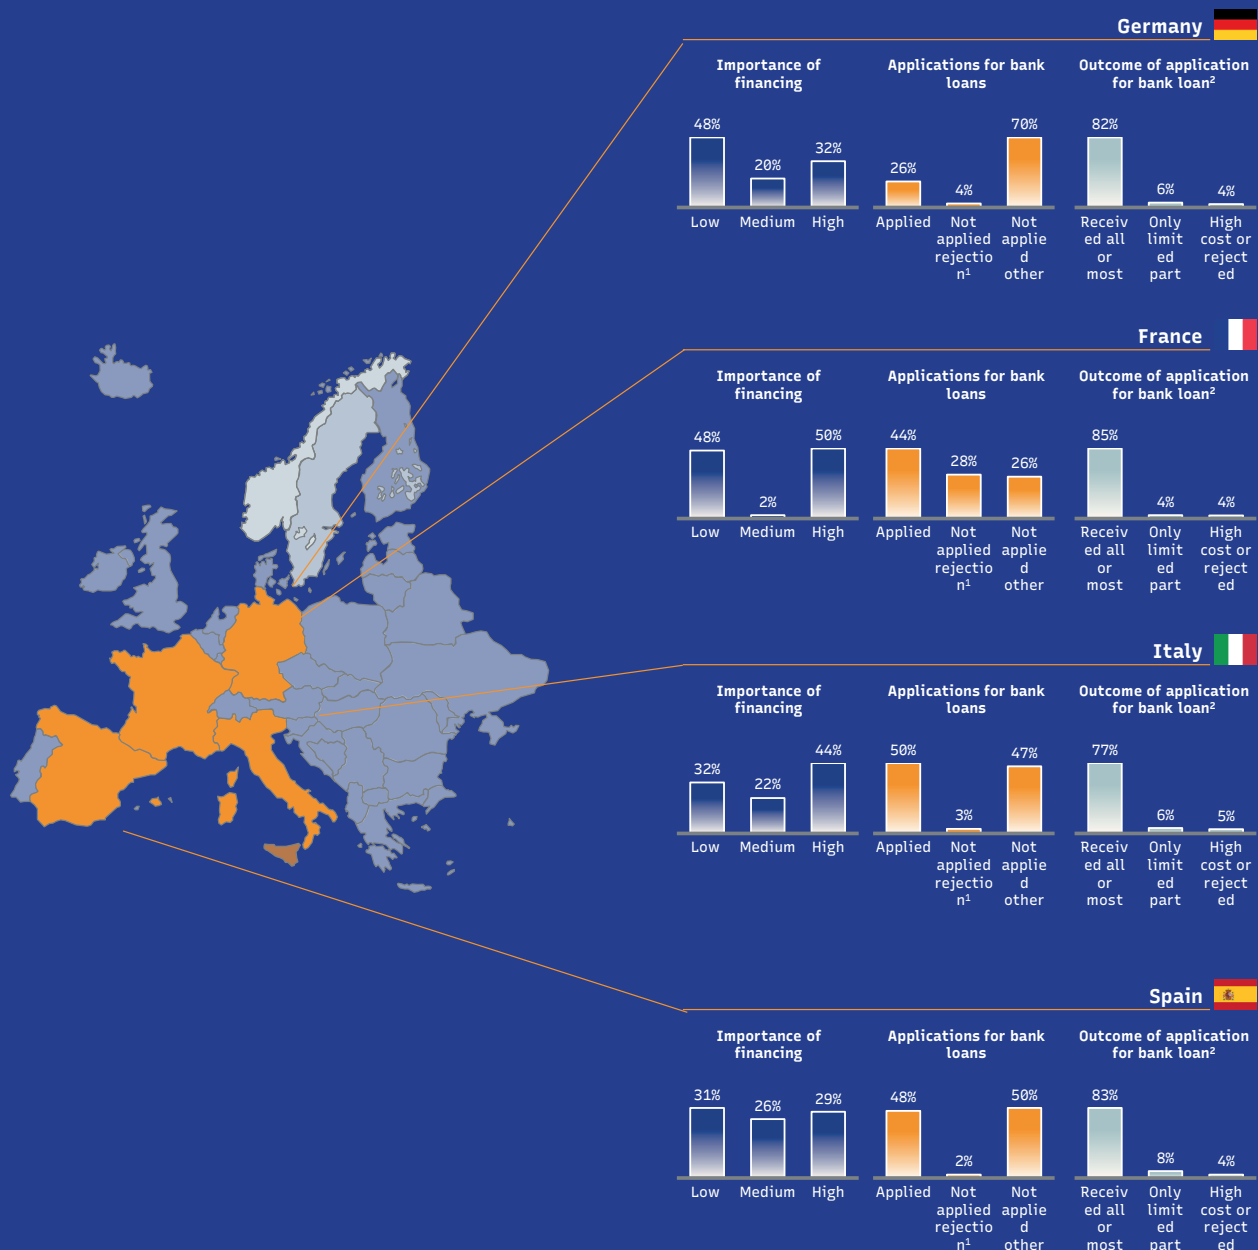 Germany
Importance of financing
Applications for bank loans
Outcome of application for bank loan²
48%
20%
32%
26%
4%
70%
82%
6%
4%
Low
Medium
High
Applied
Not applied rejectio n¹
Not applie d other
Receiv ed all or most
Only limit ed part
High cost or reject ed
France
Importance of financing
Applications for bank loans
Outcome of application for bank loan²
48%
2%
50%
44%
28%
26%
85%
4%
4%
Low
Medium
High
Applied
Not applied rejectio n¹
Not applie d other
Receiv ed all or most
Only limit ed part
High cost or reject ed
Italy
Importance of financing
Applications for bank loans
Outcome of application for bank loan²
32%
22%
44%
50%
3%
47%
77%
6%
5%
Low
Medium
High
Applied
Not applied rejectio n¹
Not applie d other
Receiv ed all or most
Only limit ed part
High cost or reject ed
Spain
Importance of financing
Applications for bank loans
Outcome of application for bank loan²
31%
26%
29%
48%
2%
50%
83%
8%
4%
Low
Medium
High
Applied
Not applied rejectio n¹
Not applie d other
Receiv ed all or most
Only limit ed part
High cost or reject ed